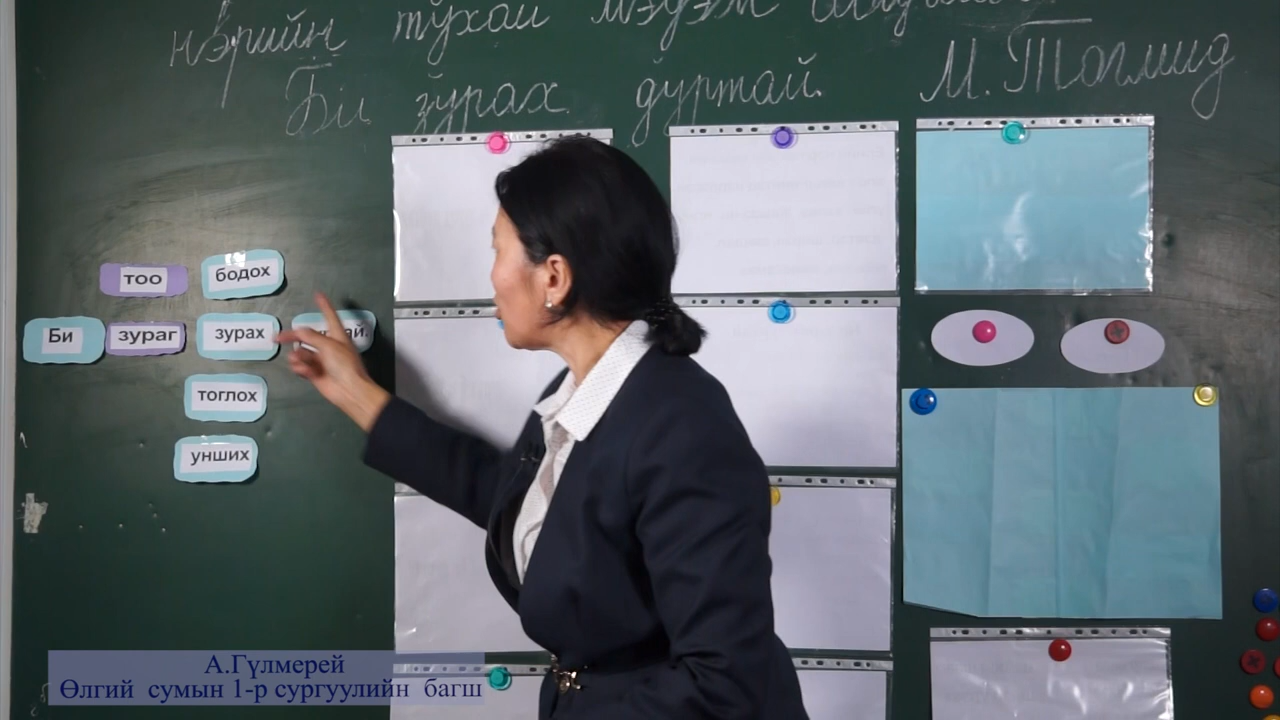 нэрийн тухай мэдээж
Би зурах дуртай. М. Тогмид
тоо бодох
Би зураг зурах
тоглох
унших
А.Гүлмерей
Өлгий сумын 1-р сургуулийн багш